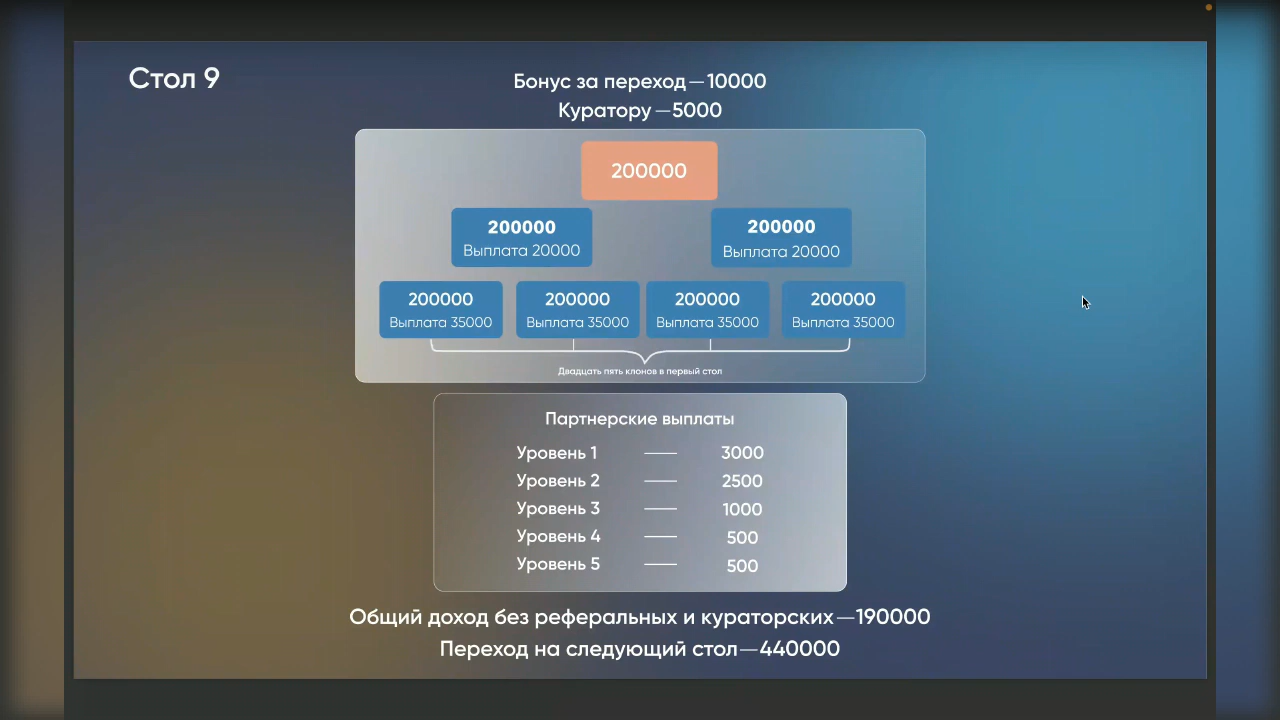 Стол 9
Бонус за переход—10000
Куратору—5000
200000
200000
Выплата 20000
200000
Выплата 20000
200000
Выплата 35000
200000
Выплата 35000
200000
Выплата 35000
200000
Выплата 35000
Двадцать пять клонов в первый стол
Партнерские выплаты
Уровень 1 — 3000
Уровень 2 — 2500
Уровень 3 — 1000
Уровень 4 — 500
Уровень 5 — 500
Общий доход без реферальных и кураторских—190000
Переход на следующий стол—440000